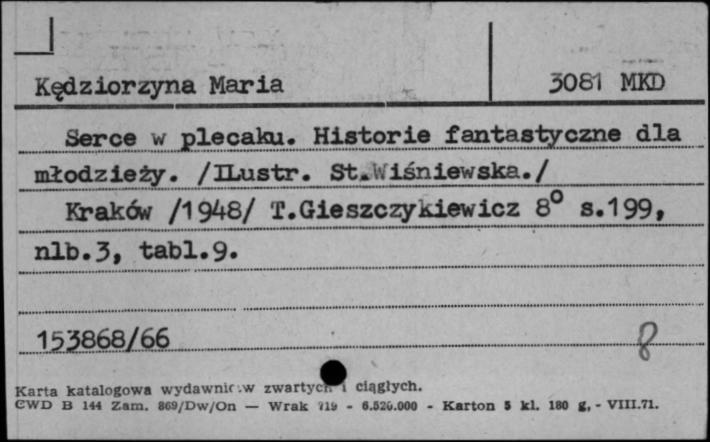 Kędziorzyna Maria 3081 MKD
Serce w plecaku. Historie fantastyczne dla
młodzieży. /Ilustr. St.Wiśniewska./
Kraków /1948/ T.Gieszczykiewicz 8° s.199,
nlb.3, tabl.9.
153868/66 8
Karta katalogowa wydawnictw zwartych i ciągłych.
CWD B 144 Zam. 869/Dw/On — Wrak 719 - 6.520.000 - Karton 5 kl. 180 g, - VIII.71.